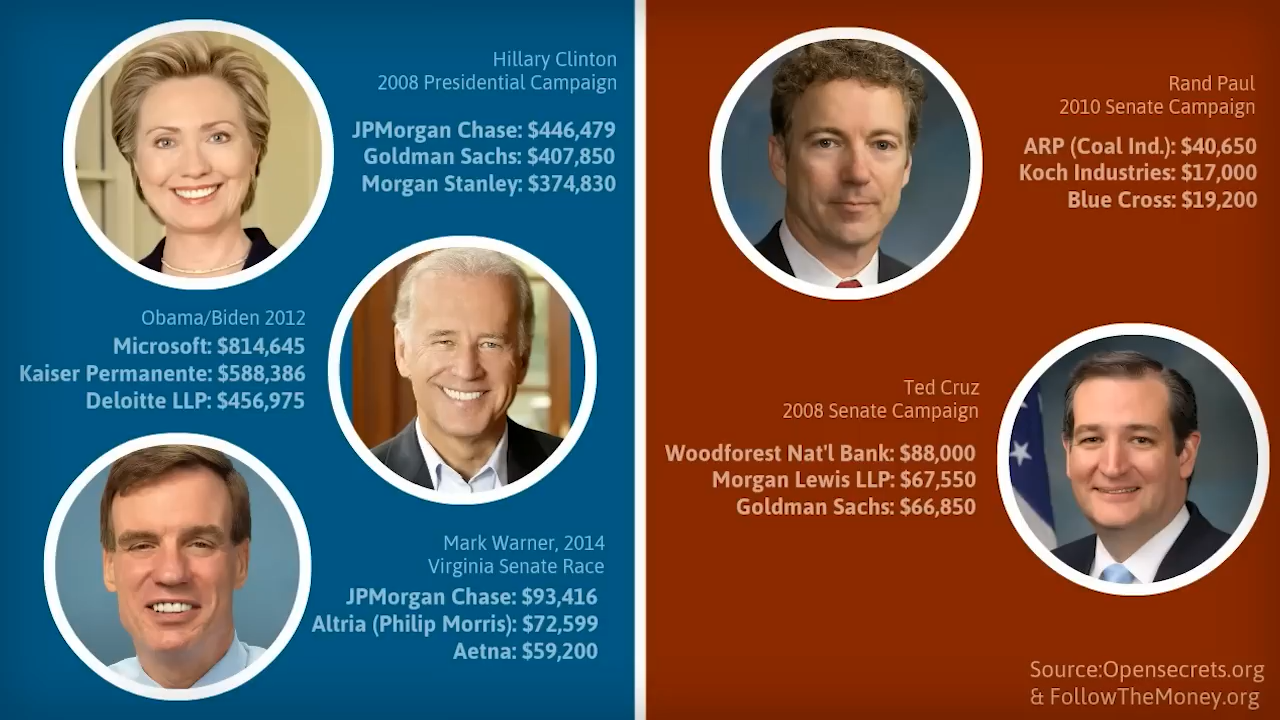 Hillary Clinton
2008 Presidential Campaign
JPMorgan Chase: $446,479
Goldman Sachs: $407,850
Morgan Stanley: $374,830
Obama/Biden 2012
Microsoft: $814,645
Kaiser Permanente: $588,386
Deloitte LLP: $456,975
Mark Warner, 2014
Virginia Senate Race
JPMorgan Chase: $93,416
Altria (Philip Morris): $72,599
Aetna: $59,200
Rand Paul
2010 Senate Campaign
ARP (Coal Ind.): $40,650
Koch Industries: $17,000
Blue Cross: $19,200
Ted Cruz
2008 Senate Campaign
Woodforest Nat'l Bank: $88,000
Morgan Lewis LLP: $67,550
Goldman Sachs: $66,850
Source:Opensecrets.org
& FollowTheMoney.org